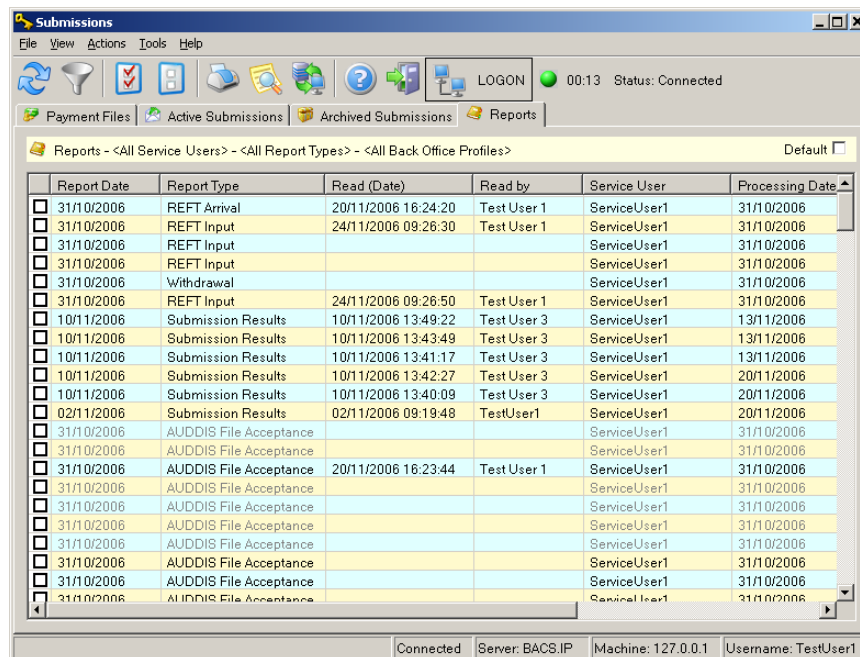 Submissions
File View Actions Tools Help
LOGON 00:13 Status: Connected
Payment Files Active Submissions Archived Submissions Reports
Reports - <All Service Users> - <All Report Types> - <All Back Office Profiles> Default
Report Date Report Type Read (Date) Read by Service User Processing Date
31/10/2006 REFT Arrival 20/11/2006 16:24:20 Test User 1 ServiceUser1 31/10/2006
31/10/2006 REFT Input 24/11/2006 09:26:30 Test User 1 ServiceUser1 31/10/2006
31/10/2006 REFT Input ServiceUser1 31/10/2006
31/10/2006 REFT Input ServiceUser1 31/10/2006
31/10/2006 Withdrawal ServiceUser1 31/10/2006
31/10/2006 REFT Input 24/11/2006 09:26:50 Test User 1 ServiceUser1 31/10/2006
10/11/2006 Submission Results 10/11/2006 13:49:22 Test User 3 ServiceUser1 13/11/2006
10/11/2006 Submission Results 10/11/2006 13:43:49 Test User 3 ServiceUser1 13/11/2006
10/11/2006 Submission Results 10/11/2006 13:41:17 Test User 3 ServiceUser1 13/11/2006
10/11/2006 Submission Results 10/11/2006 13:42:27 Test User 3 ServiceUser1 20/11/2006
10/11/2006 Submission Results 10/11/2006 13:40:09 Test User 3 ServiceUser1 20/11/2006
02/11/2006 Submission Results 02/11/2006 09:19:48 TestUser1 ServiceUser1 20/11/2006
31/10/2006 AUDDIS File Acceptance ServiceUser1 31/10/2006
31/10/2006 AUDDIS File Acceptance ServiceUser1 31/10/2006
31/10/2006 AUDDIS File Acceptance 20/11/2006 16:23:44 Test User 1 ServiceUser1 31/10/2006
31/10/2006 AUDDIS File Acceptance ServiceUser1 31/10/2006
31/10/2006 AUDDIS File Acceptance ServiceUser1 31/10/2006
31/10/2006 AUDDIS File Acceptance ServiceUser1 31/10/2006
31/10/2006 AUDDIS File Acceptance ServiceUser1 31/10/2006
31/10/2006 AUDDIS File Acceptance ServiceUser1 31/10/2006
31/10/2006 AUDDIS File Acceptance ServiceUser1 31/10/2006
31/10/2006 AUDDIS File Acceptance ServiceUser1 31/10/2006
Connected Server: BACS.IP Machine: 127.0.0.1 Username: TestUser1